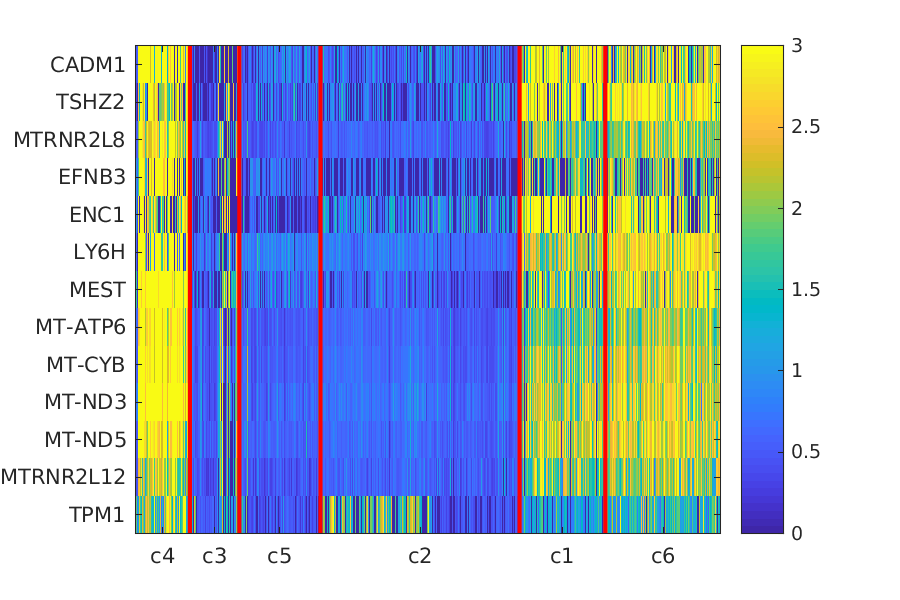 CADM1
TSHZ2
MTRNR2L8
EFNB3
ENC1
LY6H
MEST
MT-ATP6
MT-CYB
MT-ND3
MT-ND5
MTRNR2L12
TPM1
c4 c3 c5 c2 c1 c6
3
2.5
2
1.5
1
0.5
0